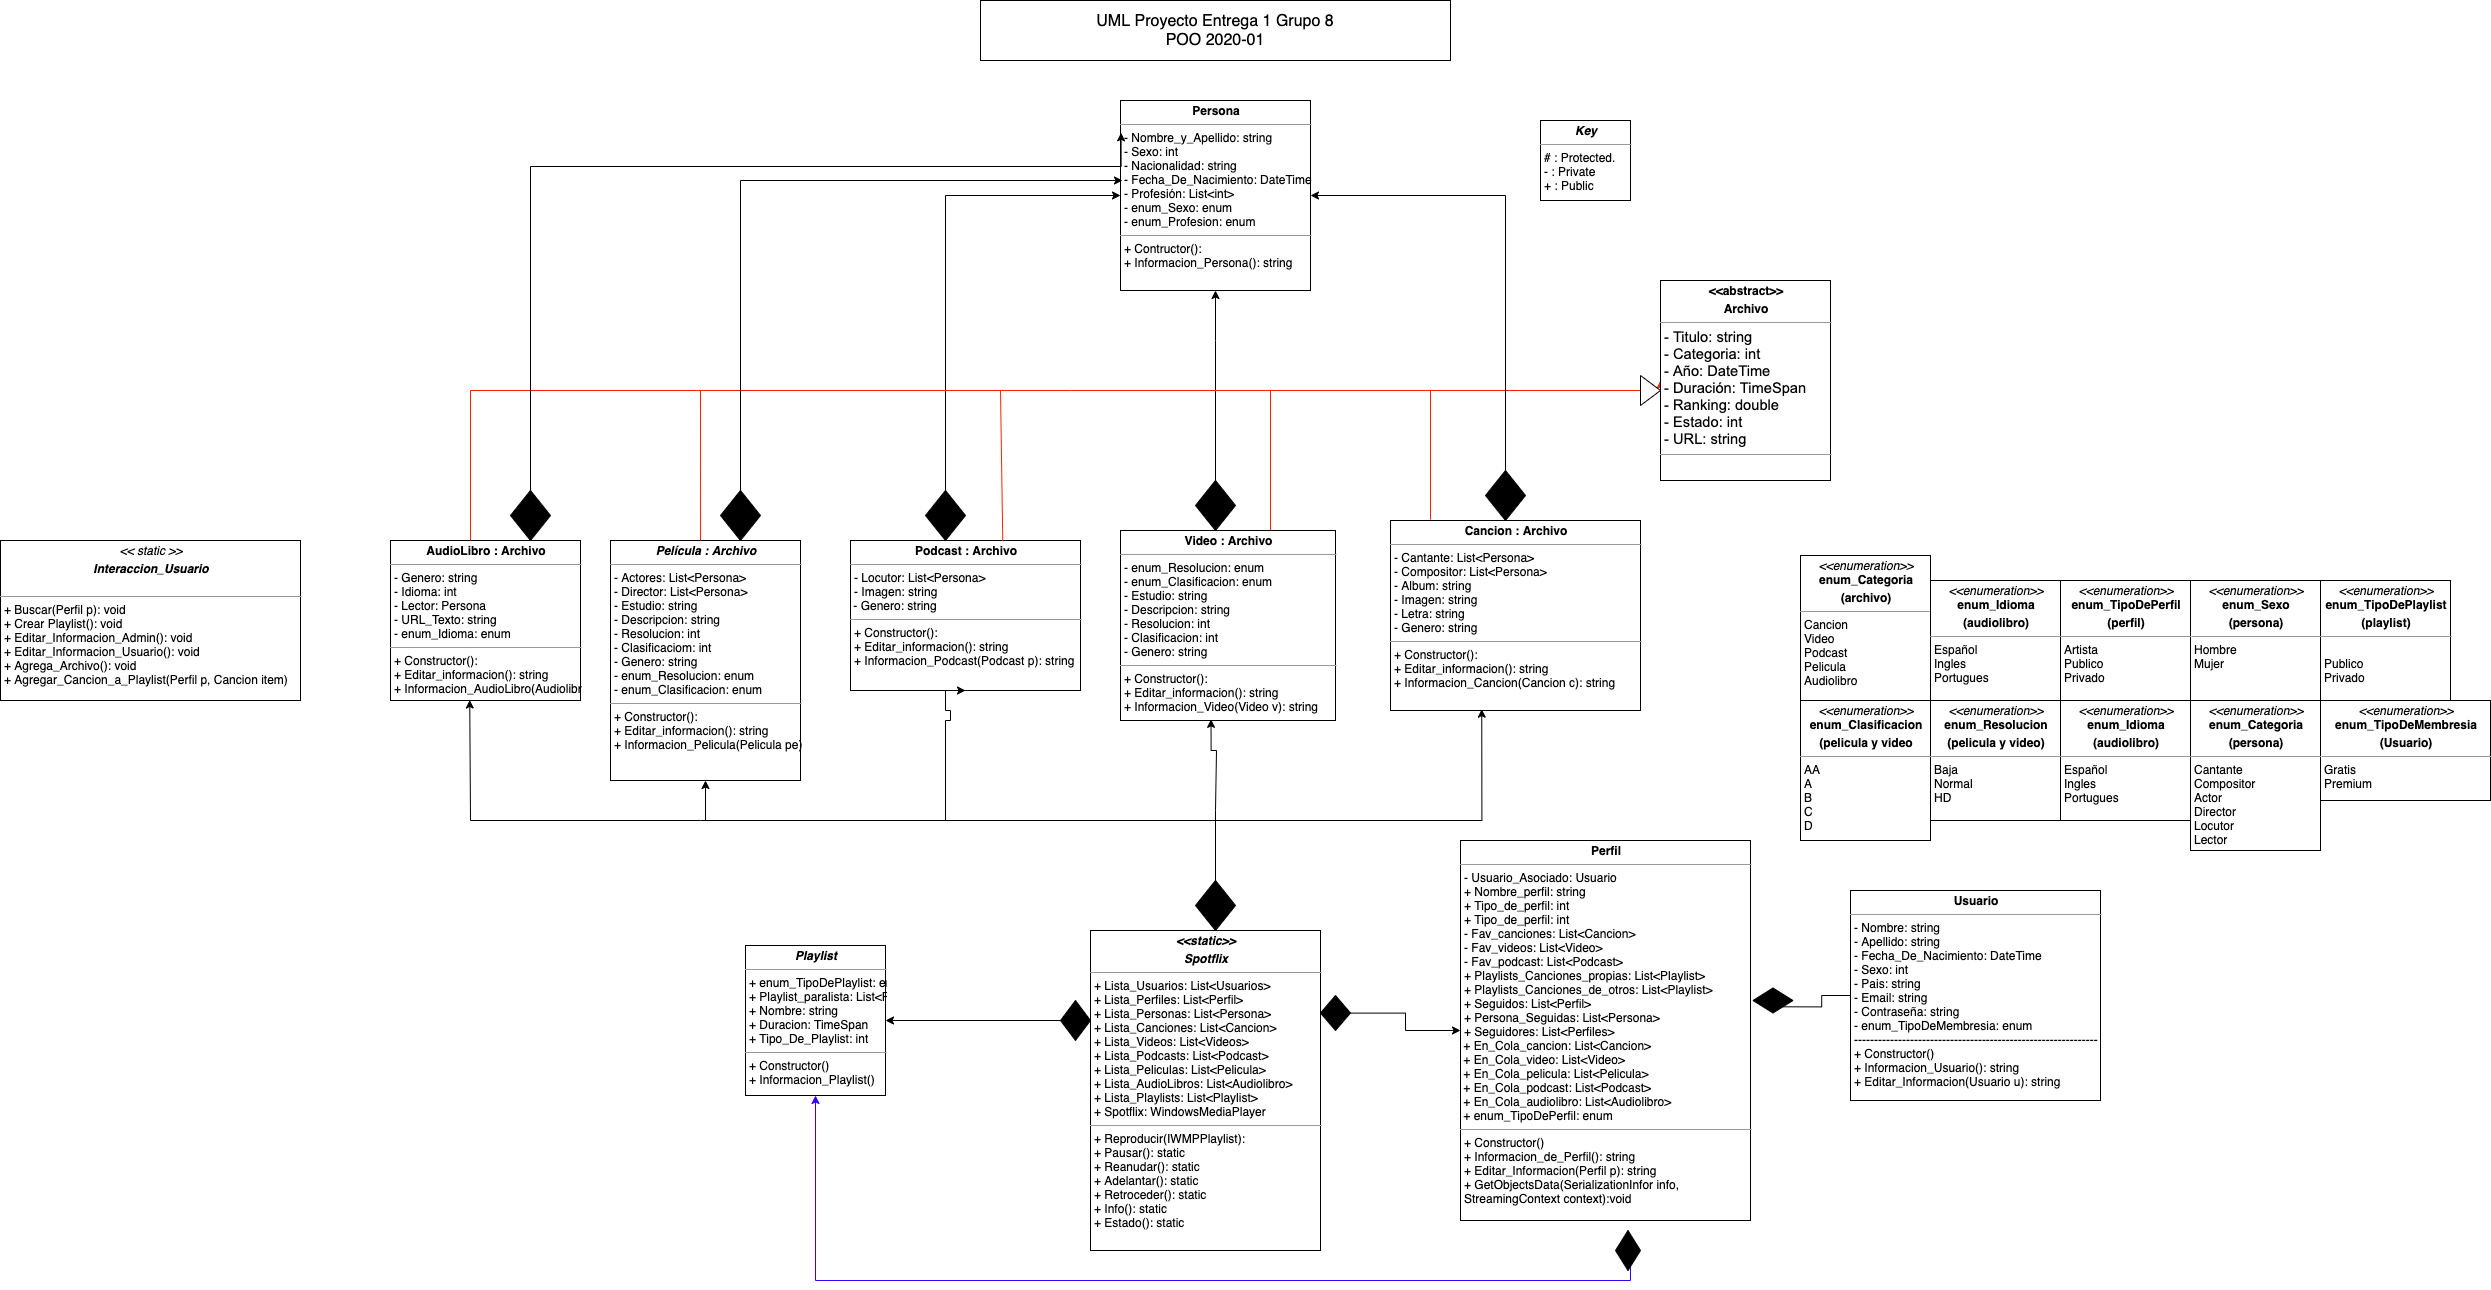 UML Proyecto Entrega 1 Grupo 8
POO 2020-01
Persona
- Nombre_y_Apellido: string
- Sexo: int
- Nacionalidad: string
- Fecha_De_Nacimiento: DateTime
- Profesión: List<int>
- enum_Sexo: enum
- enum_Profesion: enum
+ Contructor():
+ Informacion_Persona(): string
Key
# : Protected.
- : Private
+ : Public
<<abstract>>
Archivo
- Titulo: string
- Categoria: int
- Año: DateTime
- Duración: TimeSpan
- Ranking: double
- Estado: int
- URL: string
<< static >>
Interaccion_Usuario
+ Buscar(Perfil p): void
+ Crear Playlist(): void
+ Editar_Informacion_Admin(): void
+ Editar_Informacion_Usuario(): void
+ Agrega_Archivo(): void
+ Agregar_Cancion_a_Playlist(Perfil p, Cancion item)
AudioLibro : Archivo
- Genero: string
- Idioma: int
- Lector: Persona
- URL_Texto: string
- enum_Idioma: enum
+ Constructor():
+ Editar_informacion(): string
+ Informacion_AudioLibro(Audiolibr
Película : Archivo
- Actores: List<Persona>
- Director: List<Persona>
- Estudio: string
- Descripcion: string
- Resolucion: int
- Clasificaciom: int
- Genero: string
- enum_Resolucion: enum
- enum_Clasificacion: enum
+ Constructor():
+ Editar_informacion(): string
+ Informacion_Pelicula(Pelicula pe)
Podcast : Archivo
- Locutor: List<Persona>
- Imagen: string
- Genero: string
+ Constructor():
+ Editar_informacion(): string
+ Informacion_Podcast(Podcast p): string
Video : Archivo
- enum_Resolucion: enum
- enum_Clasificacion: enum
- Estudio: string
- Descripcion: string
- Resolucion: int
- Clasificacion: int
- Genero: string
+ Constructor():
+ Editar_informacion(): string
+ Informacion_Video(Video v): string
Cancion : Archivo
- Cantante: List<Persona>
- Compositor: List<Persona>
- Album: string
- Imagen: string
- Letra: string
- Genero: string
+ Constructor():
+ Editar_informacion(): string
+ Informacion_Cancion(Cancion c): string
<<enumeration>>
enum_Categoria
(archivo)
Cancion
Video
Podcast
Pelicula
Audiolibro
<<enumeration>>
enum_Idioma
(audiolibro)
Español
Ingles
Portugues
<<enumeration>>
enum_TipoDePerfil
(perfil)
Artista
Publico
Privado
<<enumeration>>
enum_Sexo
(persona)
Hombre
Mujer
<<enumeration>>
enum_TipoDePlaylist
(playlist)
Publico
Privado
<<enumeration>>
enum_Clasificacion
(pelicula y video
AA
A
B
C
D
<<enumeration>>
enum_Resolucion
(pelicula y video)
Baja
Normal
HD
<<enumeration>>
enum_Idioma
(audiolibro)
Español
Ingles
Portugues
<<enumeration>>
enum_Categoria
(persona)
Cantante
Compositor
Actor
Director
Locutor
Lector
<<enumeration>>
enum_TipoDeMembresia
(Usuario)
Gratis
Premium
Playlist
+ enum_TipoDePlaylist: e
+ Playlist_paralista: List<F
+ Nombre: string
+ Duracion: TimeSpan
+ Tipo_De_Playlist: int
+ Constructor()
+ Informacion_Playlist()
<<static>>
Spotflix
+ Lista_Usuarios: List<Usuarios>
+ Lista_Perfiles: List<Perfil>
+ Lista_Personas: List<Persona>
+ Lista_Canciones: List<Cancion>
+ Lista_Videos: List<Videos>
+ Lista_Podcasts: List<Podcast>
+ Lista_Peliculas: List<Pelicula>
+ Lista_AudioLibros: List<Audiolibro>
+ Lista_Playlists: List<Playlist>
+ Spotflix: WindowsMediaPlayer
+ Reproducir(IWMPPlaylist):
+ Pausar(): static
+ Reanudar(): static
+ Adelantar(): static
+ Retroceder(): static
+ Info(): static
+ Estado(): static
Perfil
- Usuario_Asociado: Usuario
+ Nombre_perfil: string
+ Tipo_de_perfil: int
+ Tipo_de_perfil: int
- Fav_canciones: List<Cancion>
- Fav_videos: List<Video>
- Fav_podcast: List<Podcast>
+ Playlists_Canciones_propias: List<Playlist>
+ Playlists_Canciones_de_otros: List<Playlist>
+ Seguidos: List<Perfil>
+ Persona_Seguidas: List<Persona>
+ Seguidores: List<Perfiles>
+ En_Cola_cancion: List<Cancion>
+ En_Cola_video: List<Video>
+ En_Cola_pelicula: List<Pelicula>
+ En_Cola_podcast: List<Podcast>
+ En_Cola_audiolibro: List<Audiolibro>
+ enum_TipoDePerfil: enum
+ Constructor()
+ Informacion_de_Perfil(): string
+ Editar_Informacion(Perfil p): string
+ GetObjectsData(SerializationInfor info,
StreamingContext context):void
Usuario
- Nombre: string
- Apellido: string
- Fecha_De_Nacimiento: DateTime
- Sexo: int
- Pais: string
- Email: string
- Contraseña: string
- enum_TipoDeMembresia: enum
+ Constructor()
+ Informacion_Usuario(): string
+ Editar_Informacion(Usuario u): string